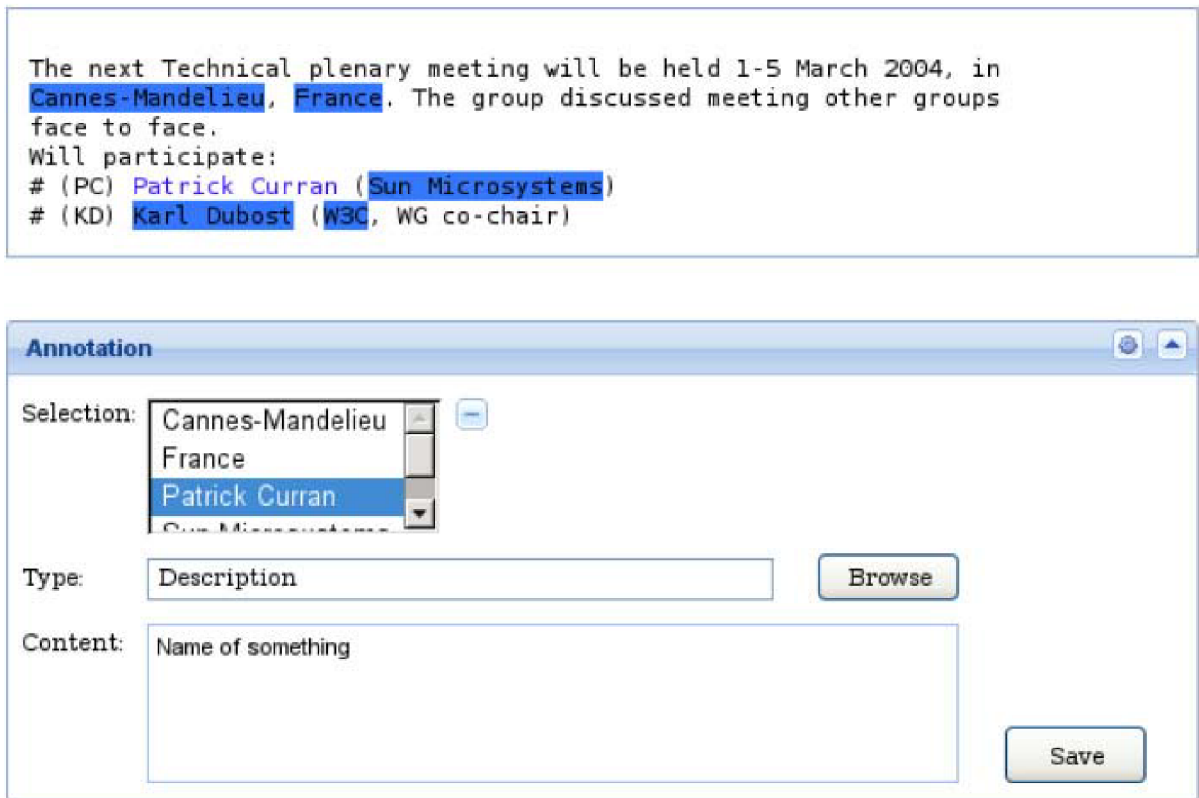 The next Technical plenary meeting will be held 1-5 March 2004, in
Cannes-Mandelieu, France. The group discussed meeting other groups
face to face.
Will participate:
# (PC) Patrick Curran (Sun Microsystems)
# (KD) Karl Dubost (W3C, WG co-chair)
Annotation
Selection:
Cannes-Mandelieu
France
Patrick Curran
Sun Microsystems
Type:
Description
Browse
Content:
Name of something
Save